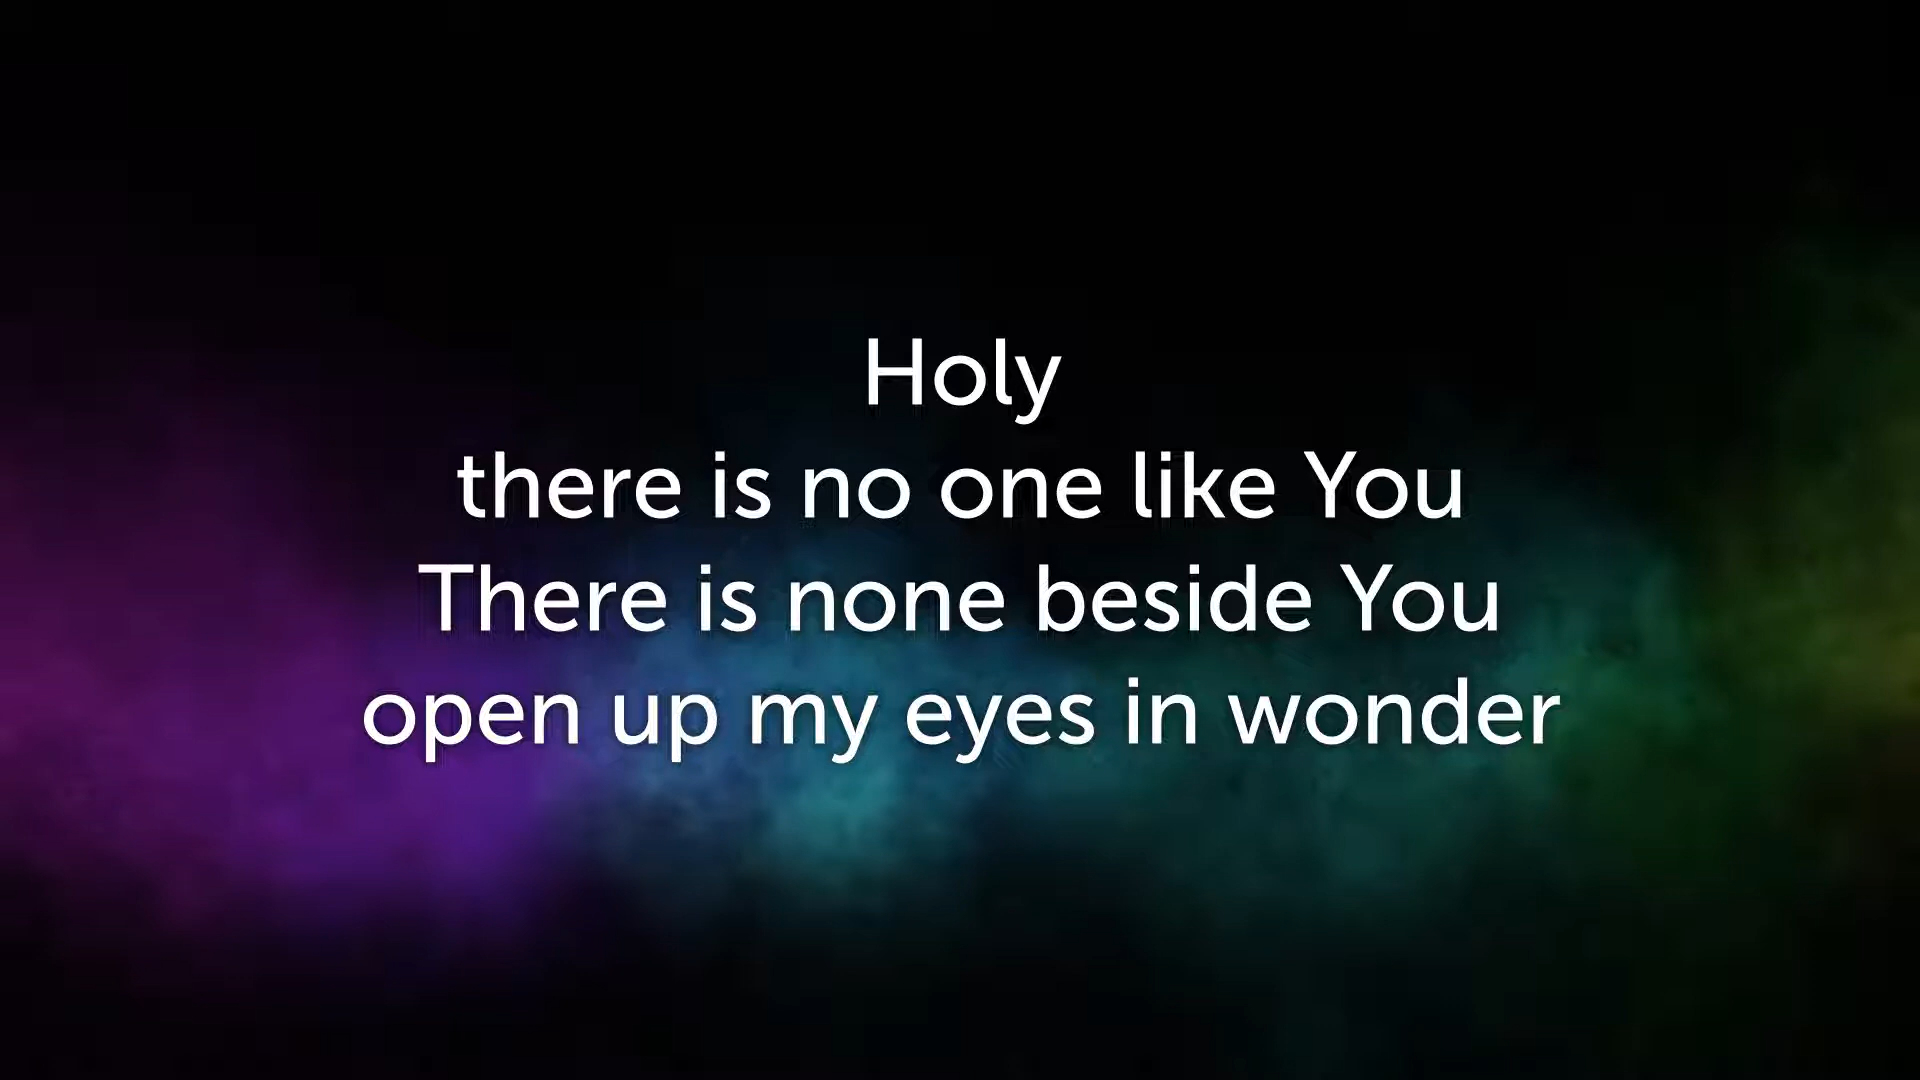 Holy
there is no one like You
There is none beside You
open up my eyes in wonder